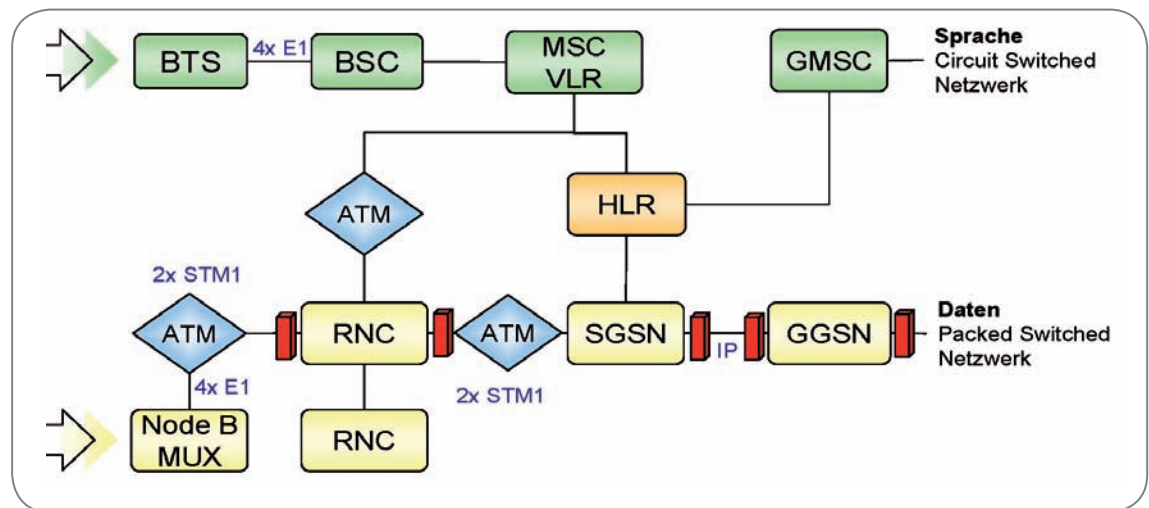 BTS
4x E1
BSC
MSC
VLR
GMSC
Sprache
Circuit Switched
Netzwerk
ATM
HLR
2x STM1
ATM
RNC
ATM
SGSN
IP
GGSN
Daten
Packed Switched
Netzwerk
4x E1
2x STM1
Node B
MUX
RNC